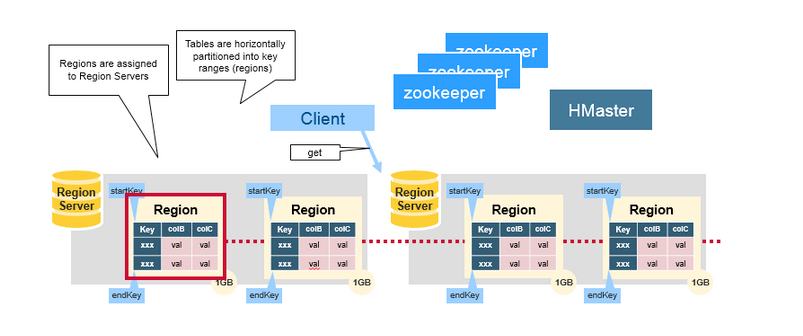 Regions are assigned
to Region Servers
Tables are horizontally
partitioned into key
ranges (regions)
zookeeper
zookeeper
zookeeper
HMaster
Client
get
Region
Server
startKey
Region
Key colB colC
xxx val val
xxx val val
1GB
endKey
startKey
Region
Key colB colC
xxx val val
xxx val val
1GB
endKey
Region
Server
startKey
Region
Key colB colC
xxx val val
xxx val val
1GB
endKey
startKey
Region
Key colB colC
xxx val val
xxx val val
1GB
endKey